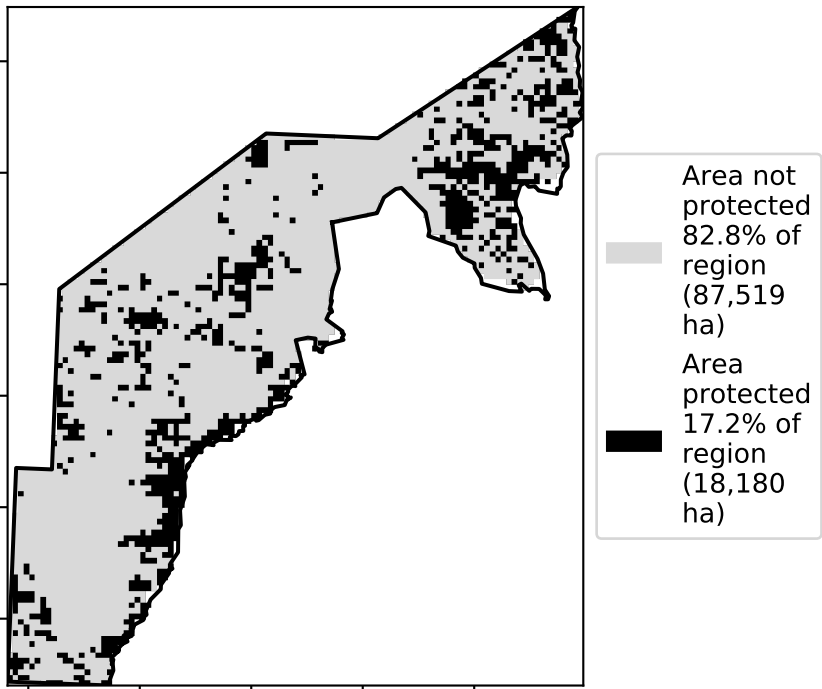 Area not
protected
82.8% of
region
(87,519
ha)
Area
protected
17.2% of
region
(18,180
ha)